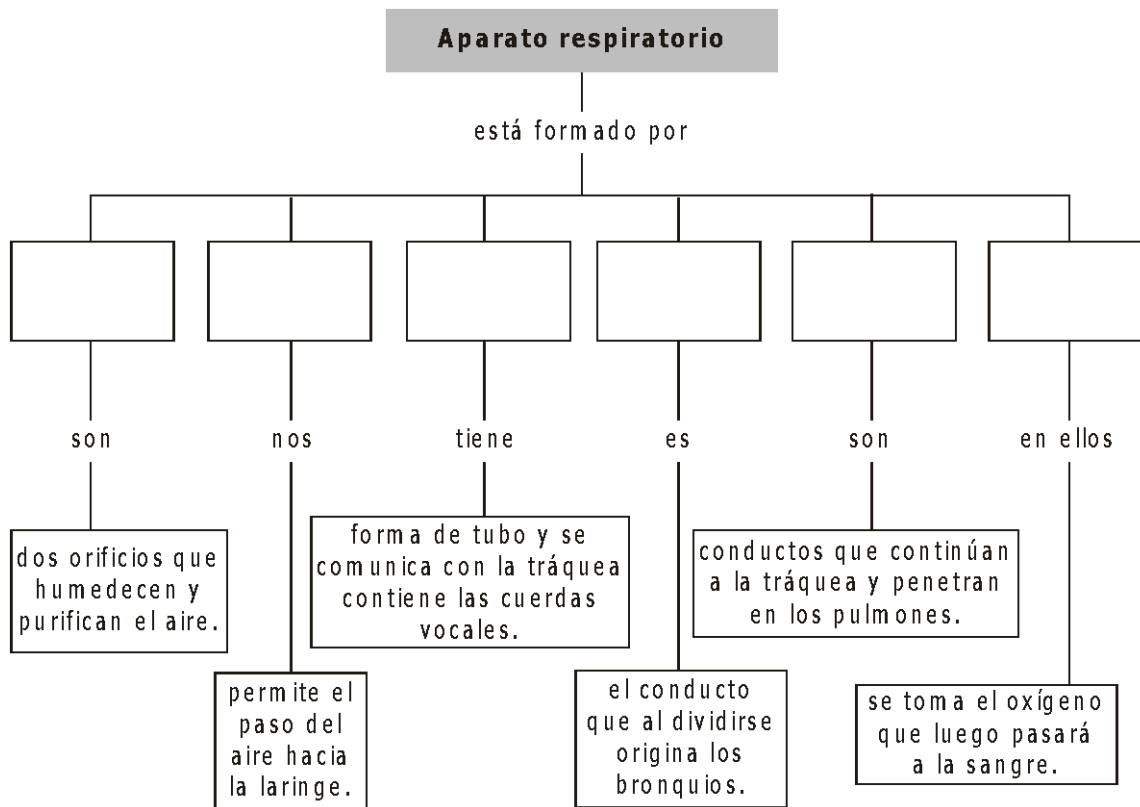 Aparato respiratorio
está formado por
son
nos
tiene
es
son
en ellos
dos orificios que
humedecen y
purifican el aire.
permite el
paso del
aire hacia
la laringe.
forma de tubo y se
comunica con la tráquea
contiene las cuerdas
vocales.
el conducto
que al dividirse
origina los
bronquios.
conductos que continúan
a la tráquea y penetran
en los pulmones.
se toma el oxígeno
que luego pasará
a la sangre.